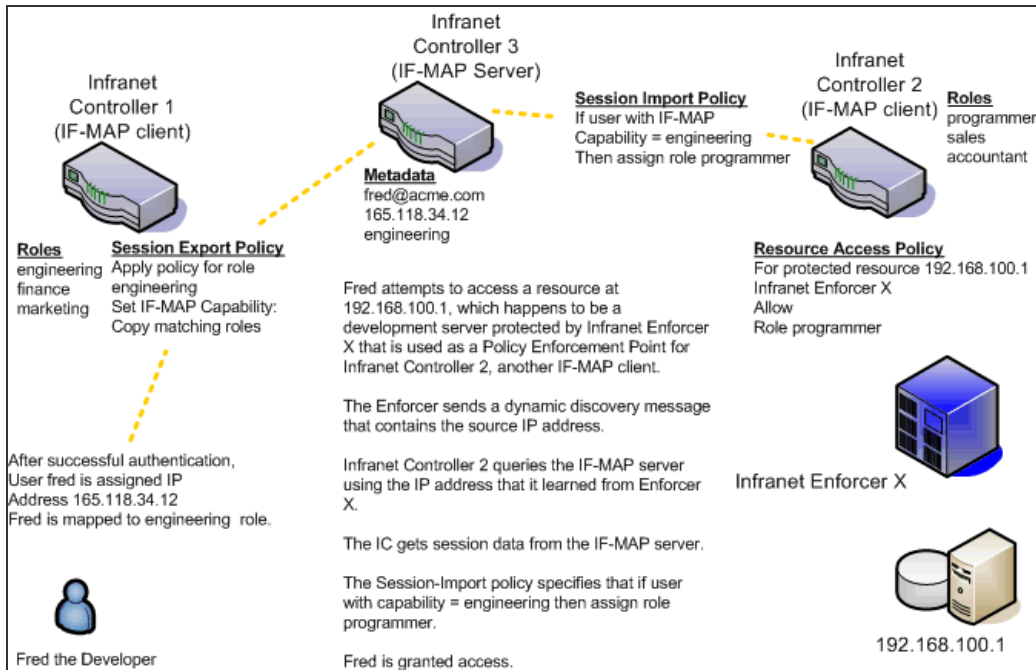 Infranet
Controller 1
(IF-MAP client)
Infranet
Controller 3
(IF-MAP Server)
Infranet
Controller 2
(IF-MAP client)
Roles
programmer
sales
accountant
Session Import Policy
If user with IF-MAP
Capability = engineering
Then assign role programmer
Metadata
fred@acme.com
165.118.34.12
engineering
Roles
engineering
finance
marketing
Session Export Policy
Apply policy for role
engineering
Set IF-MAP Capability:
Copy matching roles
Resource Access Policy
For protected resource 192.168.100.1
Infranet Enforcer X
Allow
Role programmer
Fred attempts to access a resource at
192.168.100.1, which happens to be a
development server protected by Infranet Enforcer
X that is used as a Policy Enforcement Point for
Infranet Controller 2, another IF-MAP client.
The Enforcer sends a dynamic discovery message
that contains the source IP address.
Infranet Controller 2 queries the IF-MAP server
using the IP address that it learned from Enforcer
X.
The IC gets session data from the IF-MAP server.
The Session-Import policy specifies that if user
with capability = engineering then assign role
programmer.
Fred is granted access.
After successful authentication,
User fred is assigned IP
Address 165.118.34.12
Fred is mapped to engineering role.
Fred the Developer
Infranet Enforcer X
192.168.100.1